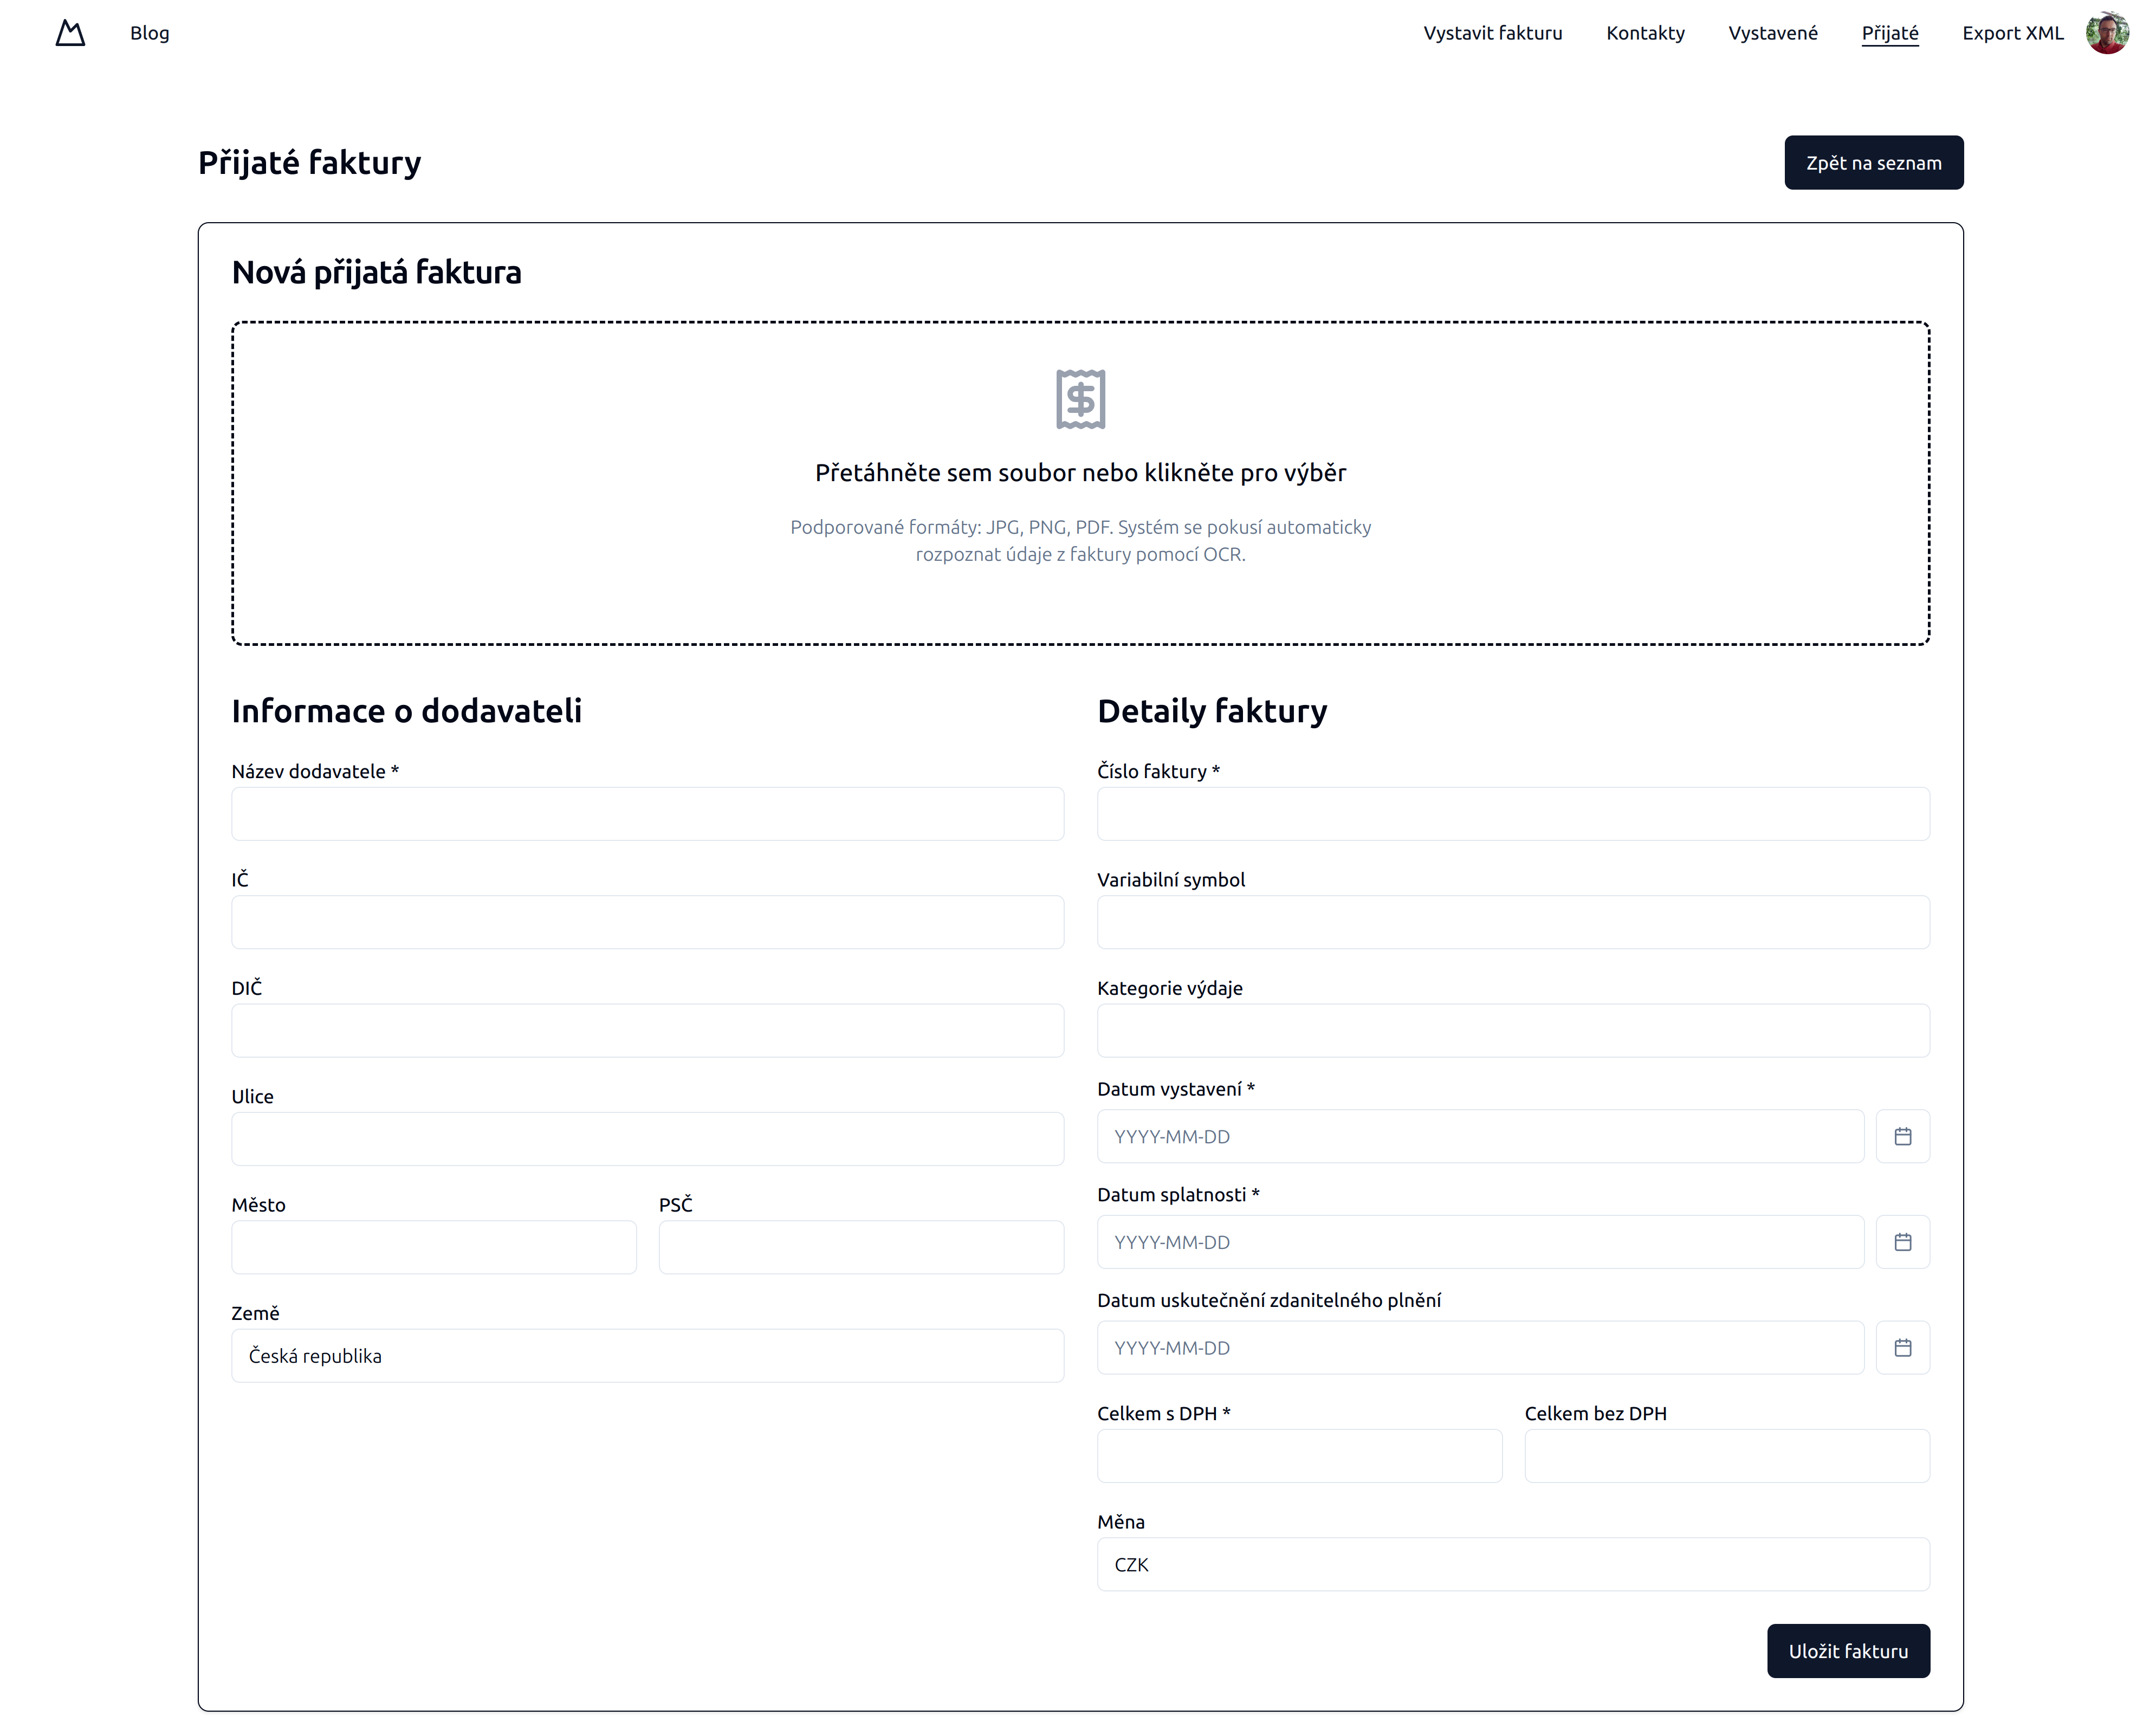 Blog
Vystavit fakturu
Kontakty
Vystavené
Přijaté
Export XML
Přijaté faktury
Zpět na seznam
Nová přijatá faktura
Přetáhněte sem soubor nebo klikněte pro výběr
Podporované formáty: JPG, PNG, PDF. Systém se pokusí automaticky
rozpoznat údaje z faktury pomocí OCR.
Informace o dodavateli
Název dodavatele *
IČ
DIČ
Ulice
Město
PSČ
Země
Česká republika
Detaily faktury
Číslo faktury *
Variabilní symbol
Kategorie výdaje
Datum vystavení *
YYYY-MM-DD
Datum splatnosti *
YYYY-MM-DD
Datum uskutečnění zdanitelného plnění
YYYY-MM-DD
Celkem s DPH *
Celkem bez DPH
Měna
CZK
Uložit fakturu